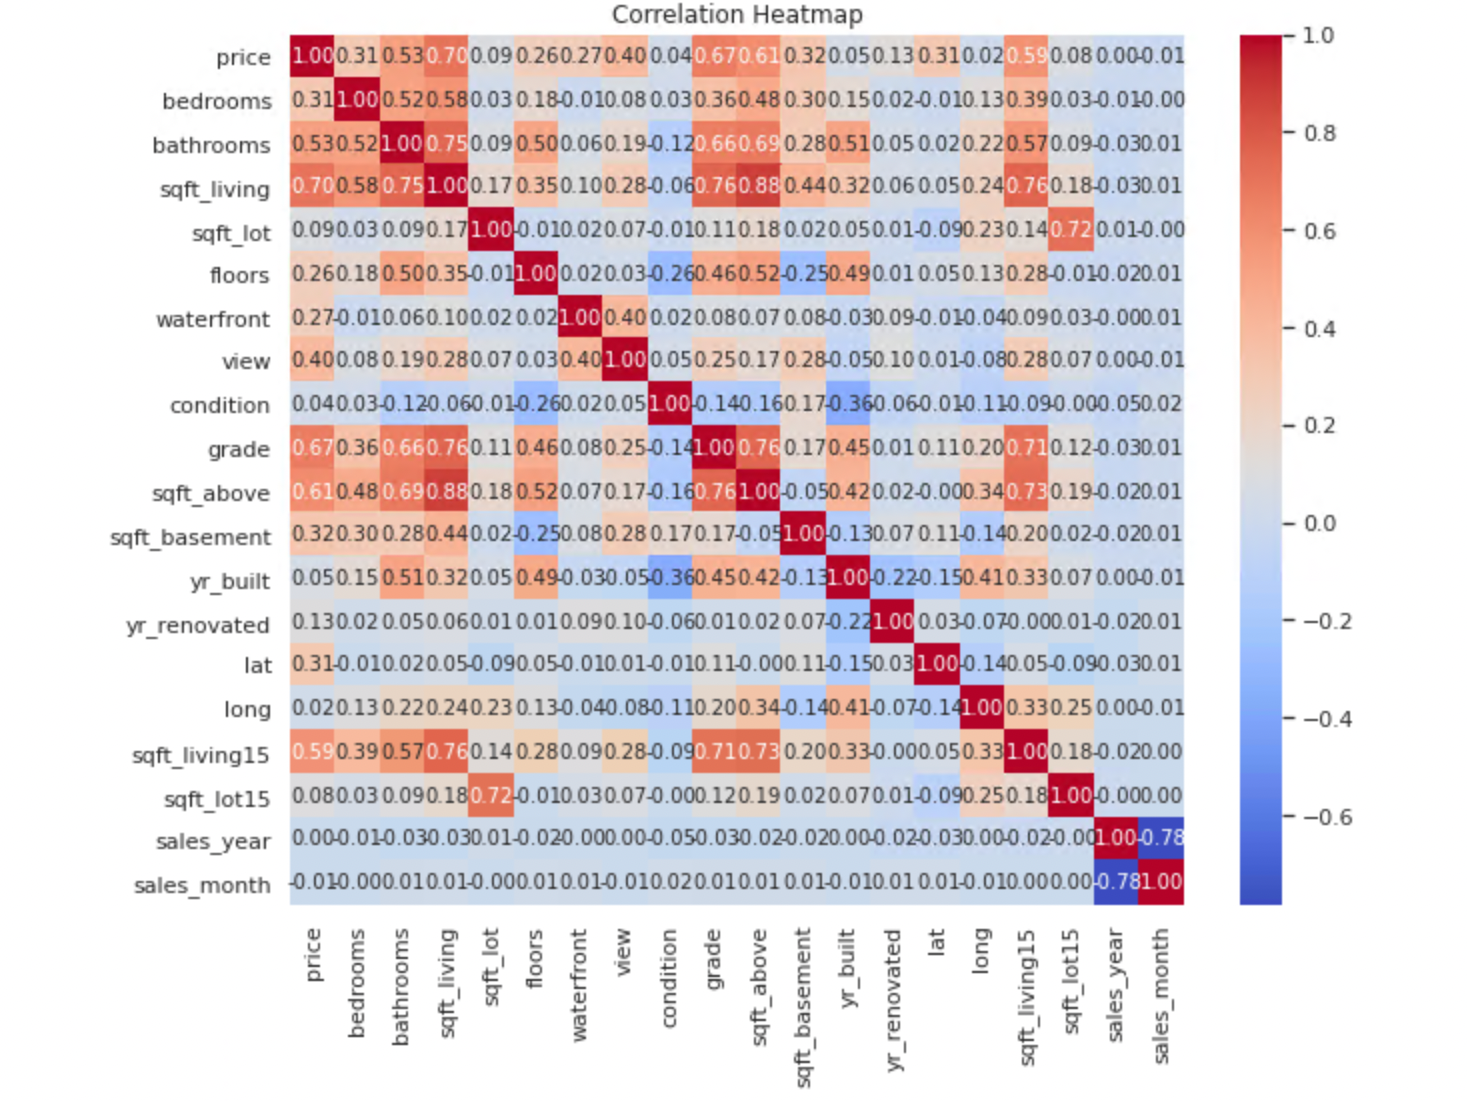 Correlation Heatmap
price 1.00 0.31 0.53 0.70 0.09 0.26 0.27 0.40 0.04 0.67 0.61 0.32 0.05 0.13 0.31 0.02 0.59 0.08 0.00 -0.01
bedrooms 0.31 1.00 0.52 0.58 0.03 0.18 -0.01 0.08 0.03 0.36 0.48 0.30 0.15 0.02 -0.01 0.13 0.39 0.03 -0.01 -0.00
bathrooms 0.53 0.52 1.00 0.75 0.09 0.50 0.06 0.19 -0.12 0.66 0.69 0.28 0.51 0.05 0.02 0.22 0.57 0.09 -0.03 0.01
sqft_living 0.70 0.58 0.75 1.00 0.17 0.35 0.10 0.28 -0.06 0.76 0.88 0.44 0.32 0.06 0.05 0.24 0.76 0.18 -0.03 0.01
sqft_lot 0.09 0.03 0.09 0.17 1.00 -0.01 0.02 0.07 -0.01 0.11 0.18 0.02 0.05 0.01 -0.09 0.23 0.14 0.72 0.01 -0.00
floors 0.26 0.18 0.50 0.35 -0.01 1.00 0.02 0.03 -0.26 0.46 0.52 -0.25 0.49 0.01 0.05 0.13 0.28 -0.01 -0.02 0.01
waterfront 0.27 -0.01 0.06 0.10 0.02 0.02 1.00 0.40 0.02 0.08 0.07 0.08 -0.03 0.09 -0.01 -0.04 0.09 0.03 -0.00 0.01
view 0.40 0.08 0.19 0.28 0.07 0.03 0.40 1.00 0.05 0.25 0.17 0.28 -0.05 0.10 0.01 -0.08 0.28 0.07 0.00 -0.01
condition 0.04 0.03 -0.12 -0.06 -0.01 -0.26 0.02 0.05 1.00 -0.14 -0.16 0.17 -0.36 -0.06 -0.01 -0.11 -0.09 -0.00 -0.05 0.02
grade 0.67 0.36 0.66 0.76 0.11 0.46 0.08 0.25 -0.14 1.00 0.76 0.17 0.45 0.01 0.11 0.20 0.71 0.12 -0.03 0.01
sqft_above 0.61 0.48 0.69 0.88 0.18 0.52 0.07 0.17 -0.16 0.76 1.00 -0.05 0.42 0.02 -0.00 0.34 0.73 0.19 -0.02 0.01
sqft_basement 0.32 0.30 0.28 0.44 0.02 -0.25 0.08 0.28 0.17 0.17 -0.05 1.00 -0.13 0.07 0.11 -0.14 0.20 0.02 -0.02 0.01
yr_built 0.05 0.15 0.51 0.32 0.05 0.49 -0.03 -0.05 -0.36 0.45 0.42 -0.13 1.00 -0.22 -0.15 0.41 0.33 0.07 0.00 -0.01
yr_renovated 0.13 0.02 0.05 0.06 0.01 0.01 0.09 0.10 -0.06 0.01 0.02 0.07 -0.22 1.00 0.03 -0.07 -0.00 0.01 -0.02 0.01
lat 0.31 -0.01 0.02 0.05 -0.09 0.05 -0.01 0.01 -0.01 0.11 -0.00 0.11 -0.15 0.03 1.00 -0.14 0.05 -0.09 -0.03 0.01
long 0.02 0.13 0.22 0.24 0.23 0.13 -0.04 -0.08 -0.11 0.20 0.34 -0.14 0.41 -0.07 -0.14 1.00 0.33 0.25 0.00 -0.01
sqft_living15 0.59 0.39 0.57 0.76 0.14 0.28 0.09 0.28 -0.09 0.71 0.73 0.20 0.33 -0.00 0.05 0.33 1.00 0.18 -0.02 0.00
sqft_lot15 0.08 0.03 0.09 0.18 0.72 -0.01 0.03 0.07 -0.00 0.12 0.19 0.02 0.07 0.01 -0.09 0.25 0.18 1.00 -0.00 0.00
sales_year 0.00 -0.01 -0.03 -0.03 0.01 -0.02 -0.00 0.00 -0.05 -0.03 -0.02 -0.02 0.00 -0.02 -0.03 0.00 -0.02 -0.00 1.00 -0.78
sales_month -0.01 -0.00 0.01 0.01 -0.00 0.01 0.01 -0.01 0.02 0.01 0.01 0.01 -0.01 0.01 0.01 -0.01 0.00 0.00 -0.78 1.00
price
bedrooms
bathrooms
sqft_living
sqft_lot
floors
waterfront
view
condition
grade
sqft_above
sqft_basement
yr_built
yr_renovated
lat
long
sqft_living15
sqft_lot15
sales_year
sales_month
1.0
0.8
0.6
0.4
0.2
0.0
−0.2
−0.4
−0.6